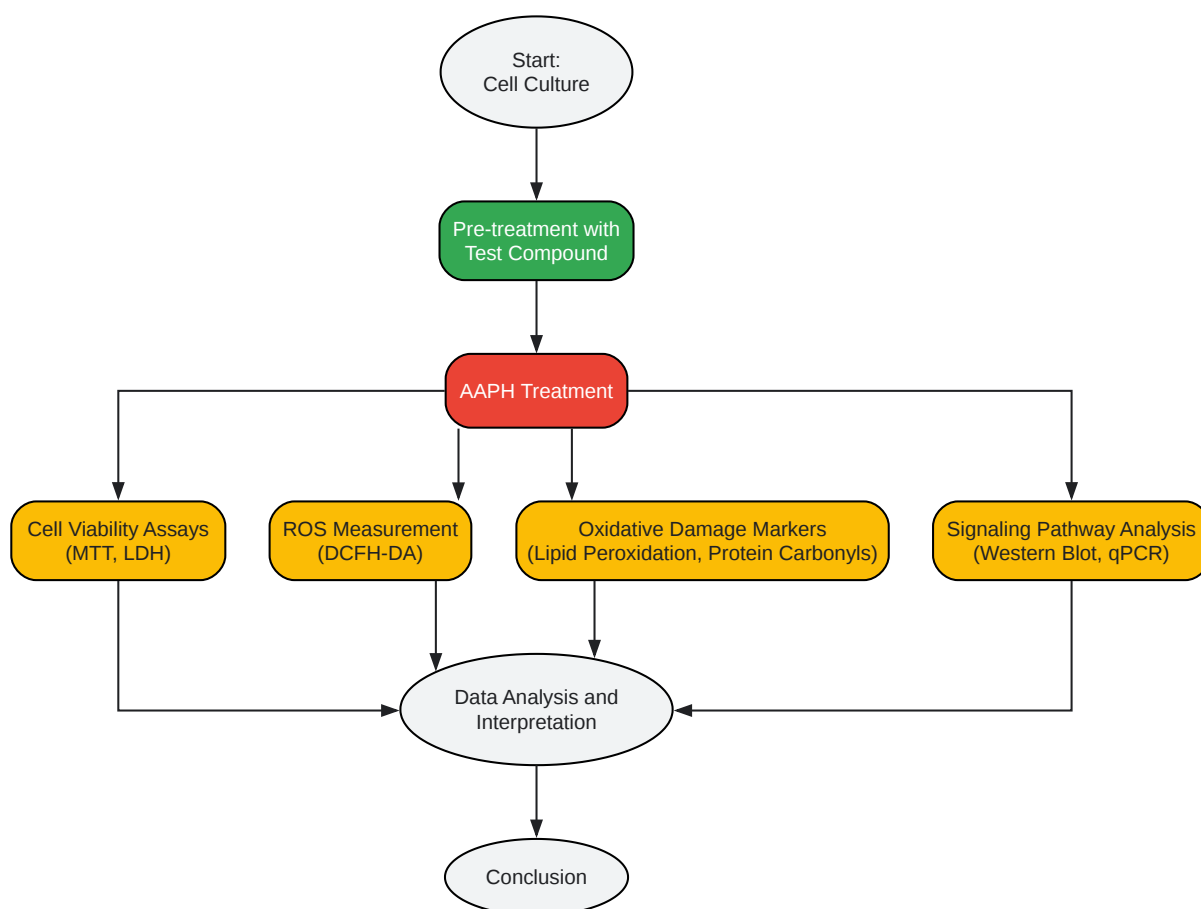 Start:
Cell Culture
Pre-treatment with
Test Compound
AAPH Treatment
Cell Viability Assays
(MTT, LDH)
ROS Measurement
(DCFH-DA)
Oxidative Damage Markers
(Lipid Peroxidation, Protein Carbonyls)
Signaling Pathway Analysis
(Western Blot, qPCR)
Data Analysis and
Interpretation
Conclusion